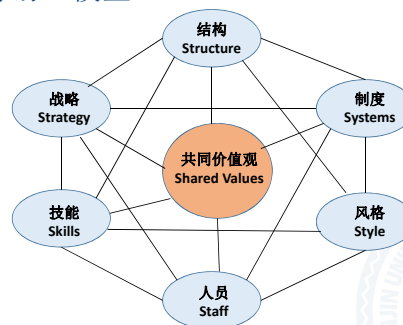 结构
Structure
战略
Strategy
制度
Systems
共同价值观
Shared Values
技能
Skills
风格
Style
人员
Staff